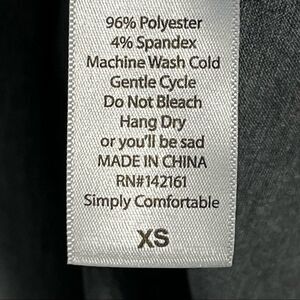 96% Polyester
4% Spandex
Machine Wash Cold
Gentle Cycle
Do Not Bleach
Hang Dry
or you'll be sad
MADE IN CHINA
RN#142161
Simply Comfortable
XS